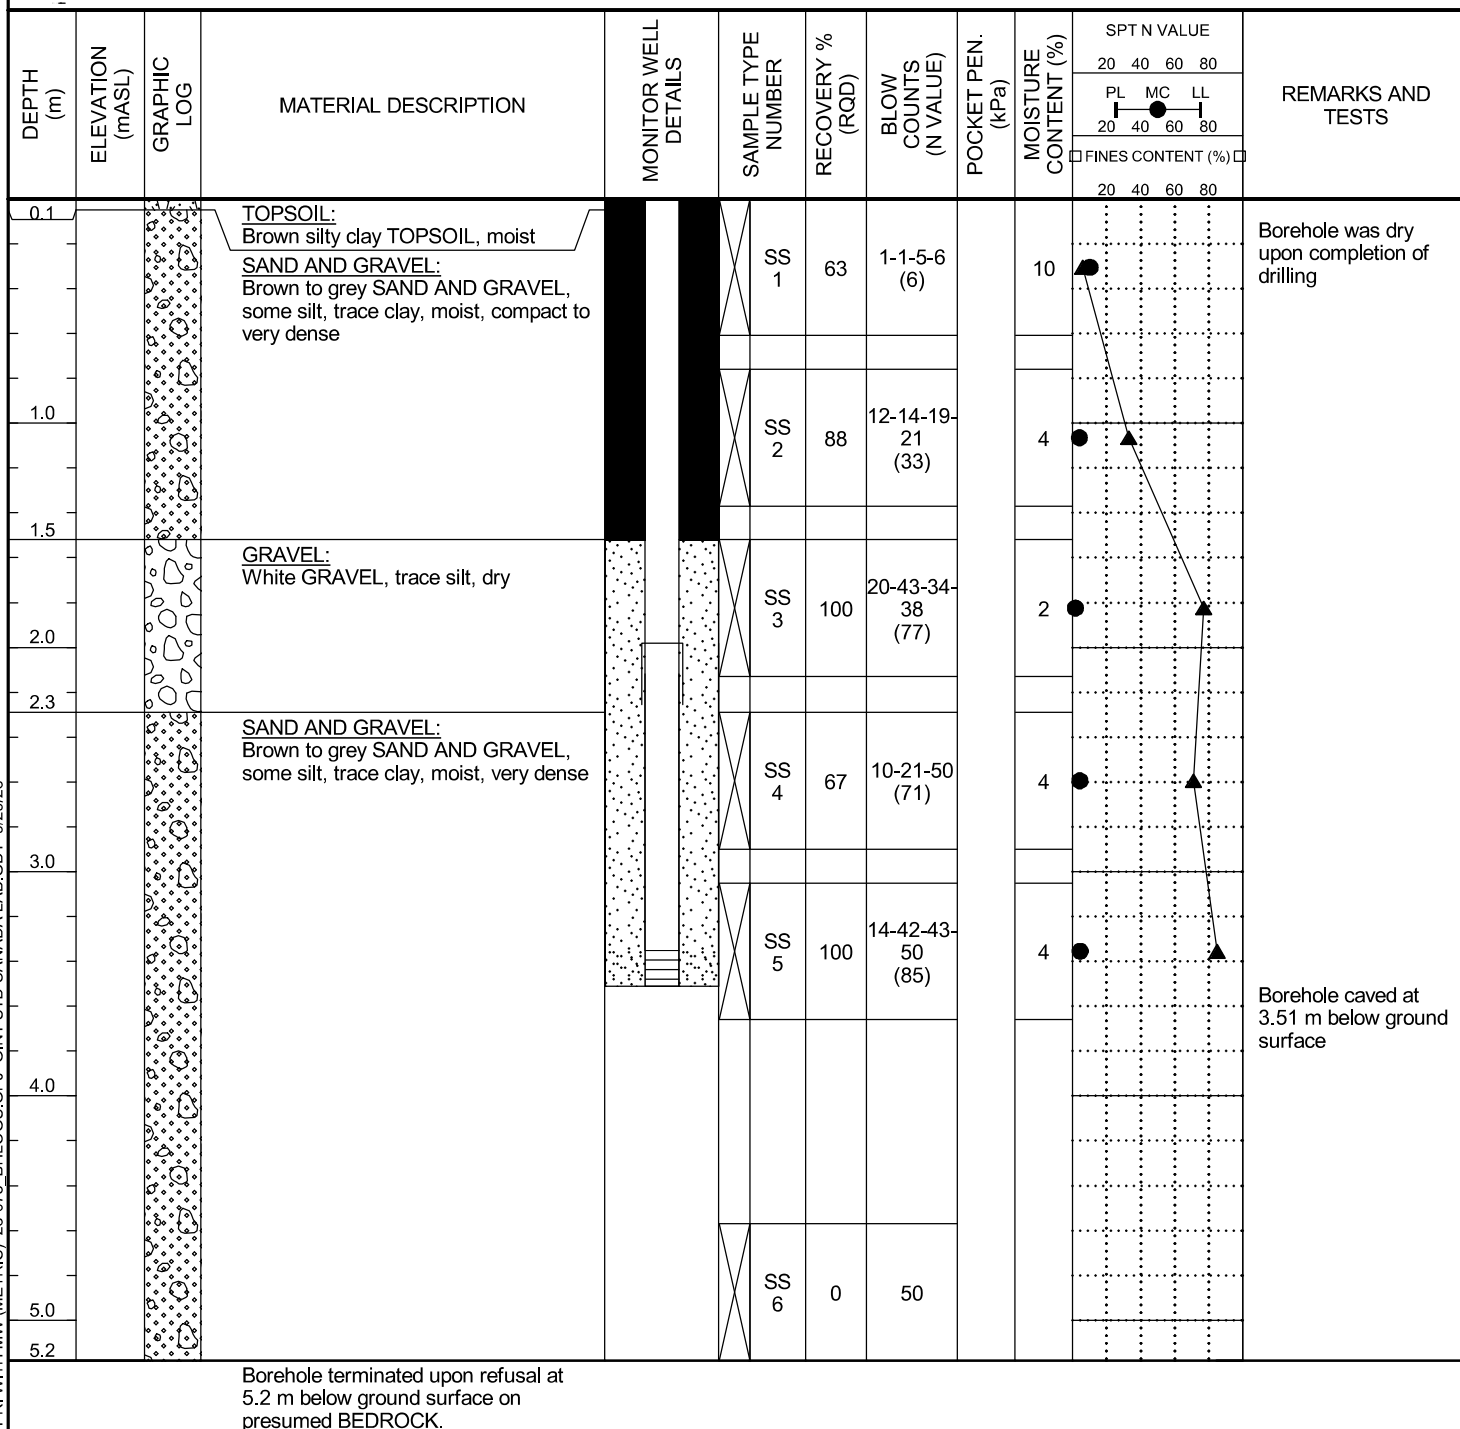 DEPTH
(m)
ELEVATION
(mASL)
GRAPHIC
LOG
MATERIAL DESCRIPTION
MONITOR WELL
DETAILS
SAMPLE TYPE
NUMBER
RECOVERY %
(RQD)
BLOW
COUNTS
(N VALUE)
POCKET PEN.
(kPa)
MOISTURE
CONTENT (%)
SPT N VALUE
20 40 60 80
PL MC LL
20 40 60 80
FINES CONTENT (%)
20 40 60 80
REMARKS AND
TESTS
0.1
TOPSOIL:
Brown silty clay TOPSOIL, moist
SAND AND GRAVEL:
Brown to grey SAND AND GRAVEL,
some silt, trace clay, moist, compact to
very dense
SS
1
63
1-1-5-6
(6)
10
Borehole was dry
upon completion of
drilling
1.0
SS
2
88
12-14-19-
21
(33)
4
1.5
GRAVEL:
White GRAVEL, trace silt, dry
SS
3
100
20-43-34-
38
(77)
2
2.0
2.3
SAND AND GRAVEL:
Brown to grey SAND AND GRAVEL,
some silt, trace clay, moist, very dense
SS
4
67
10-21-50
(71)
4
3.0
SS
5
100
14-42-43-
50
(85)
4
Borehole caved at
3.51 m below ground
surface
4.0
SS
6
0
50
5.0
5.2
Borehole terminated upon refusal at
5.2 m below ground surface on
presumed BEDROCK.